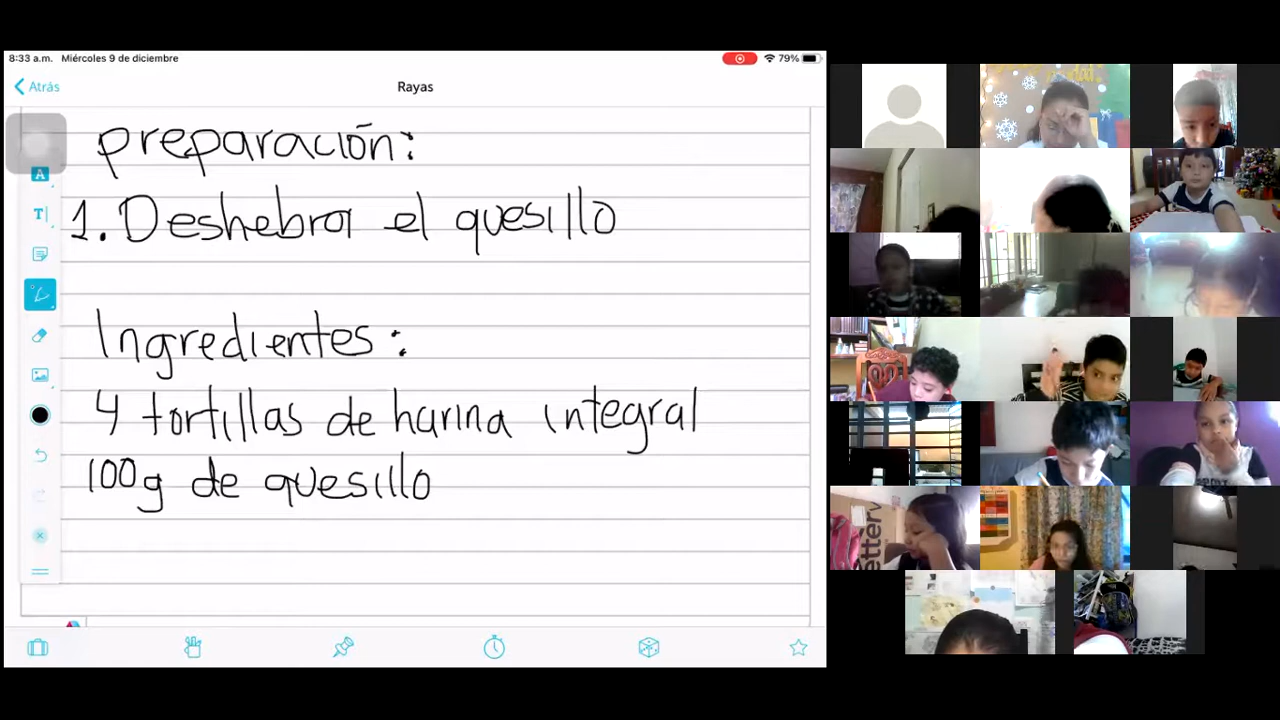 8:33 a.m. Miércoles 9 de diciembre
79%
Atrás
Rayas
A
T
preparación:
1. Deshebrar el quesillo
Ingredientes:
4 tortillas de harina integral
100g de quesillo